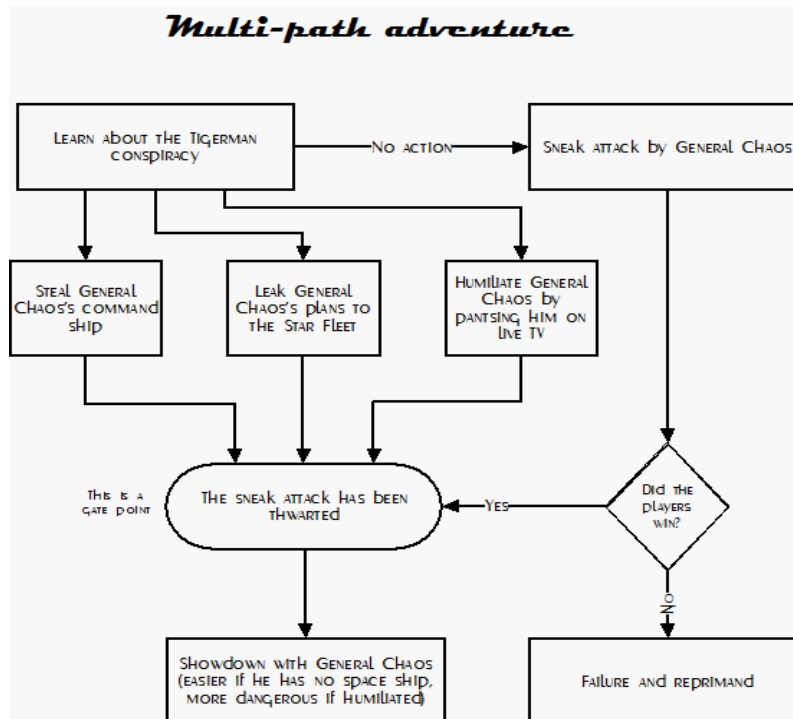 Multi-path adventure
Learn about the Tigerman
conspiracy
No action
Sneak attack by General Chaos
Steal General
Chaos's command
ship
Leak General
Chaos's plans to
the Star Fleet
Humiliate General
Chaos by
pantsing him on
live TV
This is a
gate point
The sneak attack has been
thwarted
Yes
Did the
players
win?
No
Showdown with General Chaos
(easier if he has no space ship,
more dangerous if humiliated)
Failure and reprimand